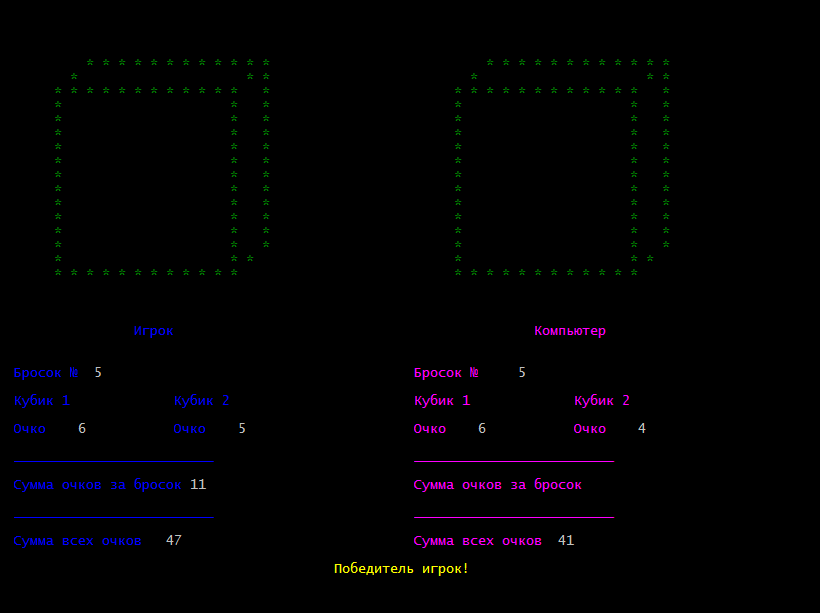 Игрок Компьютер
Бросок № 5 Бросок № 5
Кубик 1 Кубик 2 Кубик 1 Кубик 2
Очко 6 Очко 5 Очко 6 Очко 4
Сумма очков за бросок 11 Сумма очков за бросок
Сумма всех очков 47 Сумма всех очков 41
Победитель игрок!